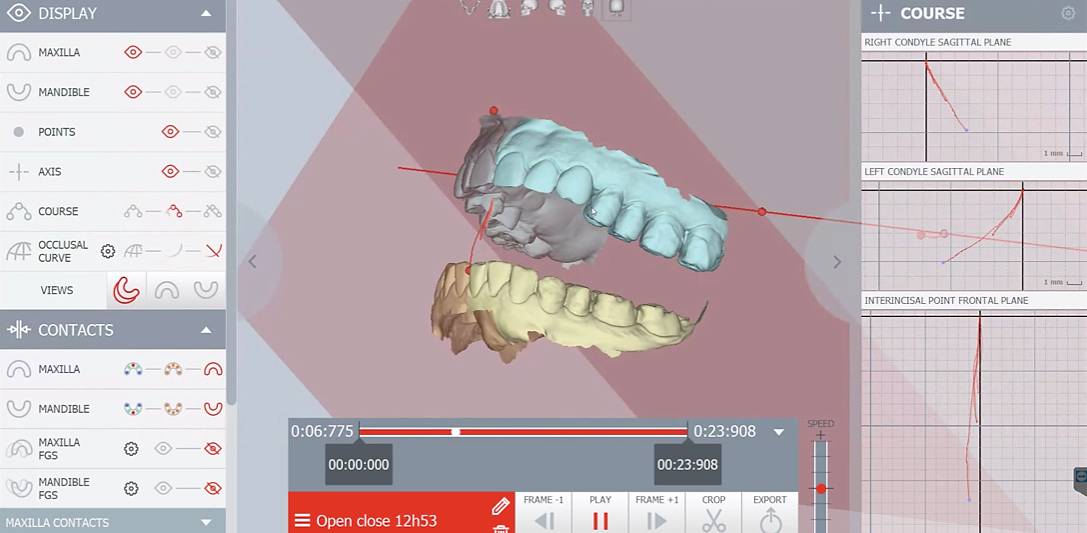 DISPLAY
MAXILLA
MANDIBLE
POINTS
AXIS
COURSE
OCCLUSAL
CURVE
VIEWS
CONTACTS
MAXILLA
MANDIBLE
MAXILLA
FGS
MANDIBLE
FGS
MAXILLA CONTACTS
0:06:775
0:23:908
00:00:000
00:23:908
Open close 12h53
FRAME -1
PLAY
FRAME +1
CROP
EXPORT
SPEED
+
COURSE
RIGHT CONDYLE SAGITTAL PLANE
1 mm
LEFT CONDYLE SAGITTAL PLANE
1 mm
INTERINCISAL POINT FRONTAL PLANE